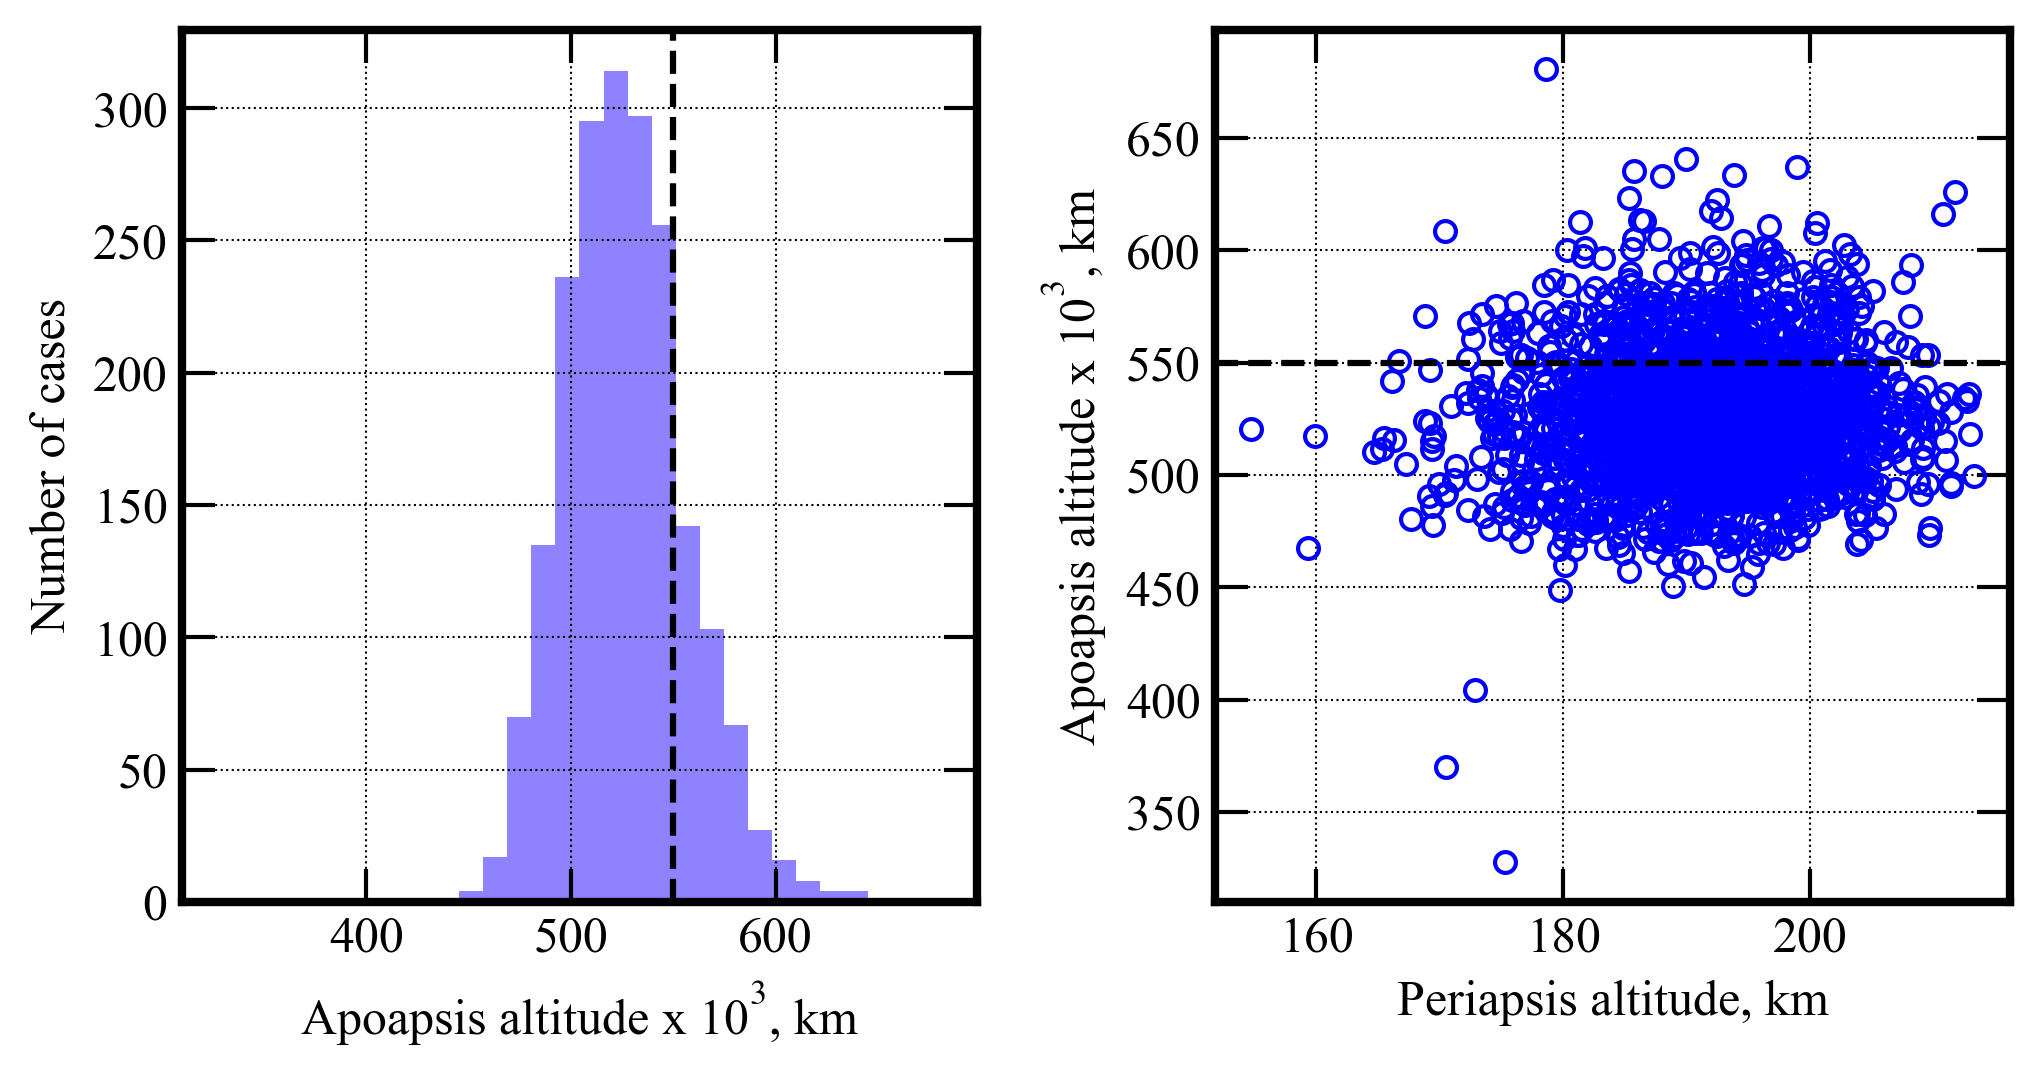 Number of cases
300
250
200
150
100
50
0
400 500 600
Apoapsis altitude x 10³, km
Apoapsis altitude x 10³, km
650
600
550
500
450
400
350
160 180 200
Periapsis altitude, km